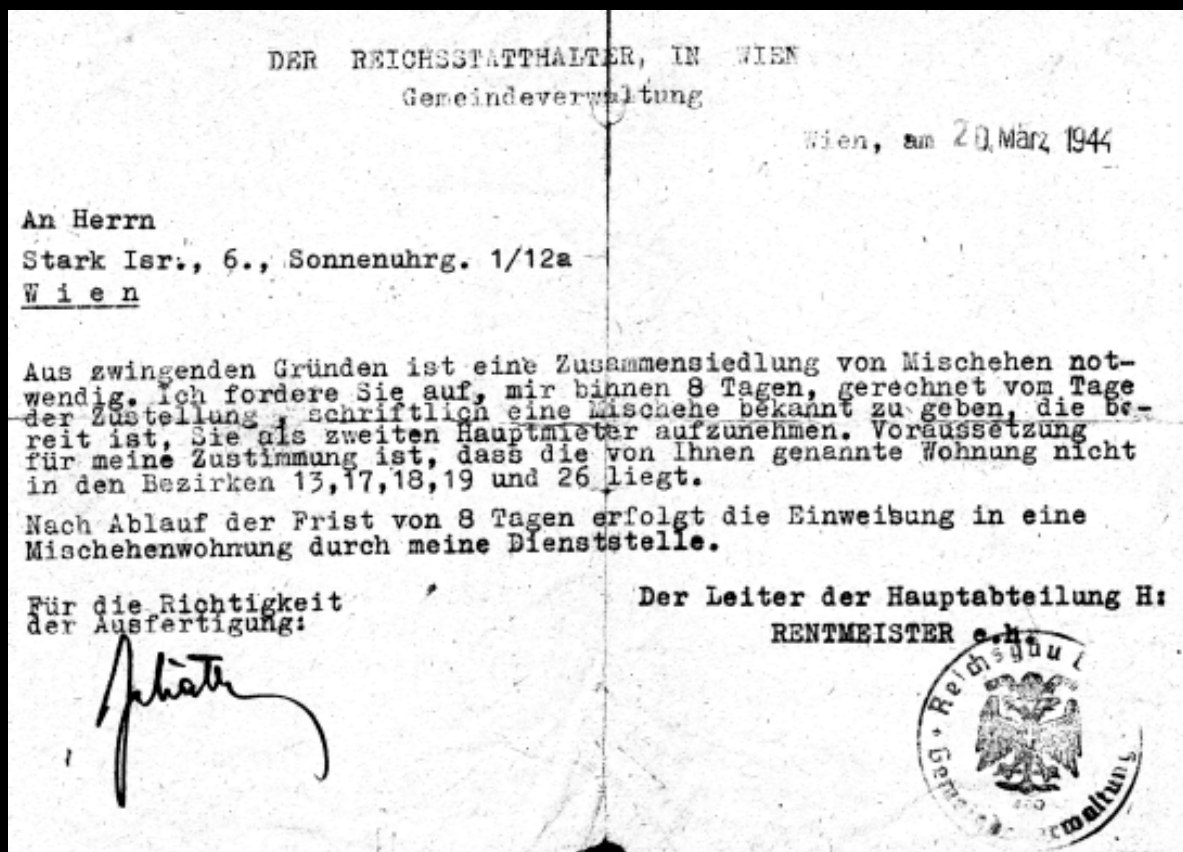 DER REICHSSTATTHALTER, IN WIEN
Gemeindeverwaltung
Wien, am 20. März 1944
An Herrn
Stark Isr., 6., Sonnenuhrg. 1/12a
W i e n
Aus zwingenden Gründen ist eine Zusammensiedlung von Mischehen not-
wendig. Ich fordere Sie auf, mir binnen 8 Tagen, gerechnet vom Tage
der Zustellung, schriftlich eine Mischehe bekannt zu geben, die be-
reit ist, Sie als zweiten Hauptmieter aufzunehmen. Voraussetzung
für meine Zustimmung ist, dass die von Ihnen genannte Wohnung nicht
in den Bezirken 13,17,18,19 und 26 liegt.
Nach Ablauf der Frist von 8 Tagen erfolgt die Einweisung in eine
Mischehenwohnung durch meine Dienststelle.
Für die Richtigkeit
der Ausfertigung:
Der Leiter der Hauptabteilung H:
RENTMEISTER e.h.
Reichsgau